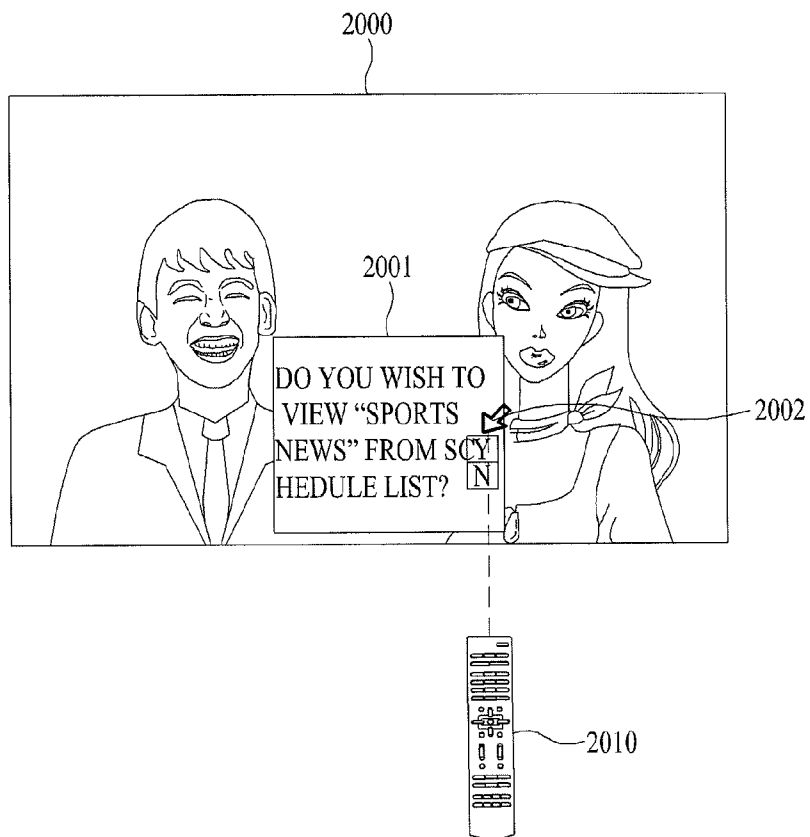 2000
2001
DO YOU WISH TO
VIEW “SPORTS
NEWS” FROM SCY
N
HEDULE LIST?
2002
2010